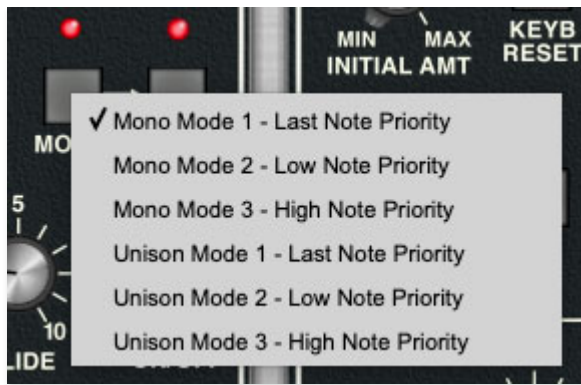 MIN MAX
INITIAL AMT
KEYB
RESET
MO
✓ Mono Mode 1 - Last Note Priority
Mono Mode 2 - Low Note Priority
Mono Mode 3 - High Note Priority
Unison Mode 1 - Last Note Priority
Unison Mode 2 - Low Note Priority
Unison Mode 3 - High Note Priority
5
10
LIDE